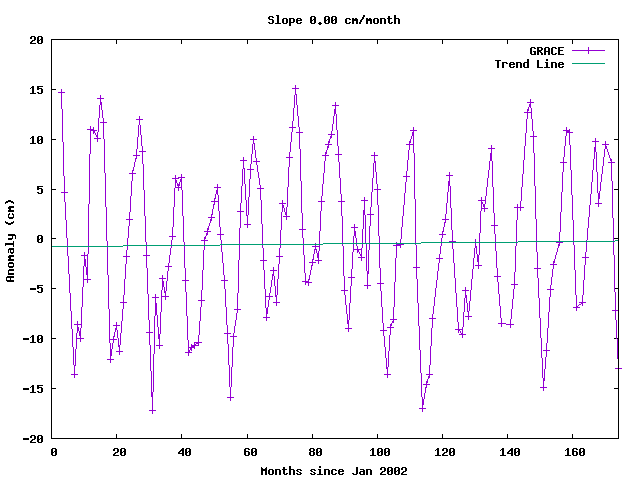 Slope 0.00 cm/month
GRACE
Trend Line
20
15
10
5
0
-5
-10
-15
-20
Anomaly (cm)
0 20 40 60 80 100 120 140 160
Months since Jan 2002